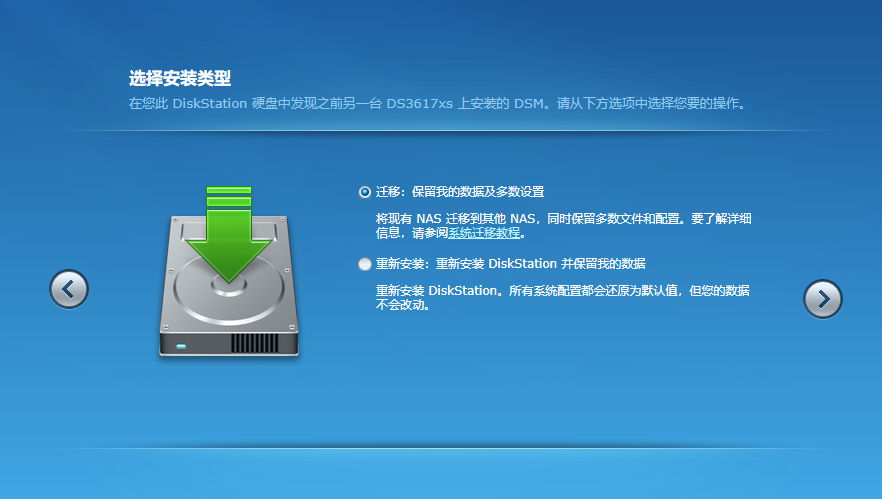 选择安装类型
在您此 DiskStation 硬盘中发现之前另一台 DS3617xs 上安装的 DSM。请从下方选项中选择您要的操作。
迁移：保留我的数据及多数设置
将现有 NAS 迁移到其他 NAS，同时保留多数文件和配置。要了解详细
信息，请参阅系统迁移教程。
重新安装：重新安装 DiskStation 并保留我的数据
重新安装 DiskStation。所有系统配置都会还原为默认值，但您的数据
不会改动。